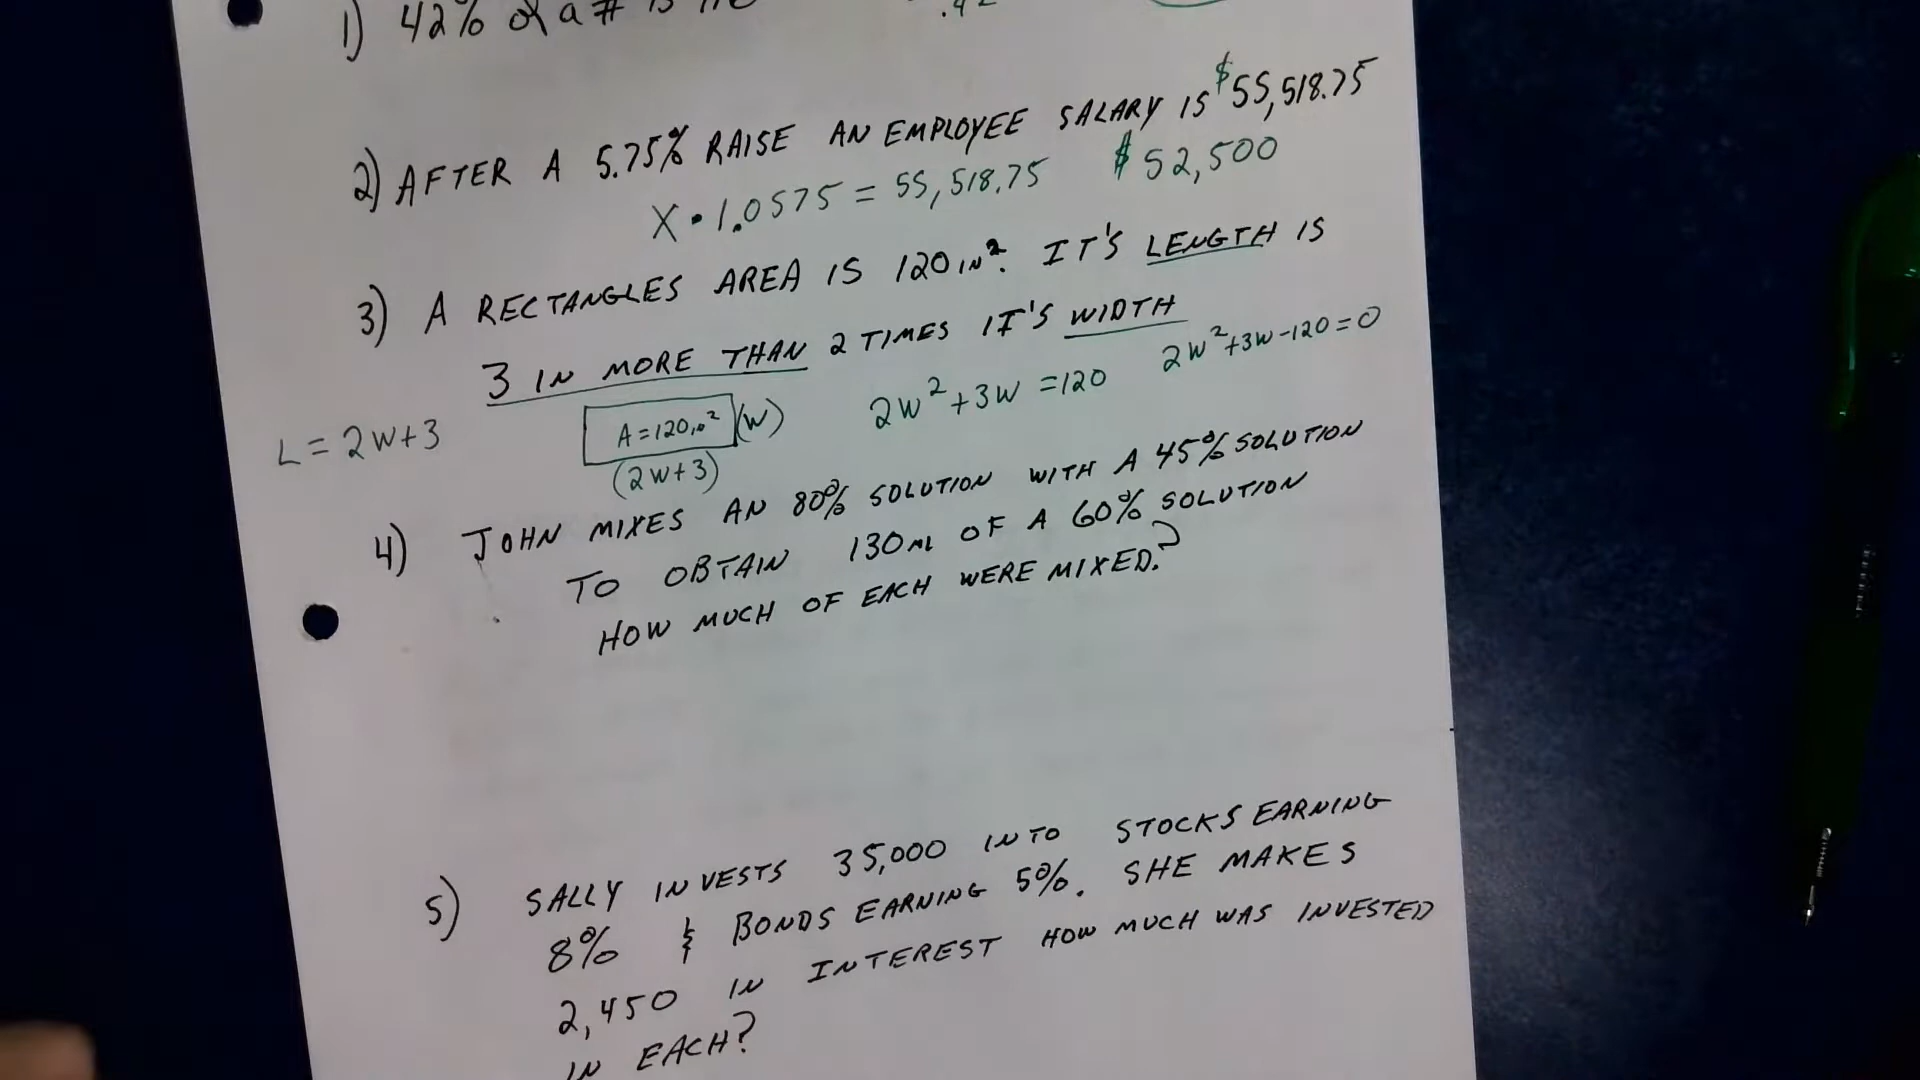 1) 42% of a # is
.42
2) AFTER A 5.75% RAISE AN EMPLOYEE SALARY IS $55,518.75
X • 1.0575 = 55,518.75 $52,500
3) A RECTANGLES AREA IS 120 IN². IT'S LENGTH IS
3 IN MORE THAN 2 TIMES IT'S WIDTH
L = 2W+3
A=120in² (W)
(2W+3)
2W²+3W =120
2W²+3W-120=0
4) JOHN MIXES AN 80% SOLUTION WITH A 45% SOLUTION
TO OBTAIN 130ML OF A 60% SOLUTION
HOW MUCH OF EACH WERE MIXED?
5) SALLY INVESTS 35,000 INTO STOCKS EARNING
8% & BONDS EARNING 5%. SHE MAKES
2,450 IN INTEREST HOW MUCH WAS INVESTED
IN EACH?